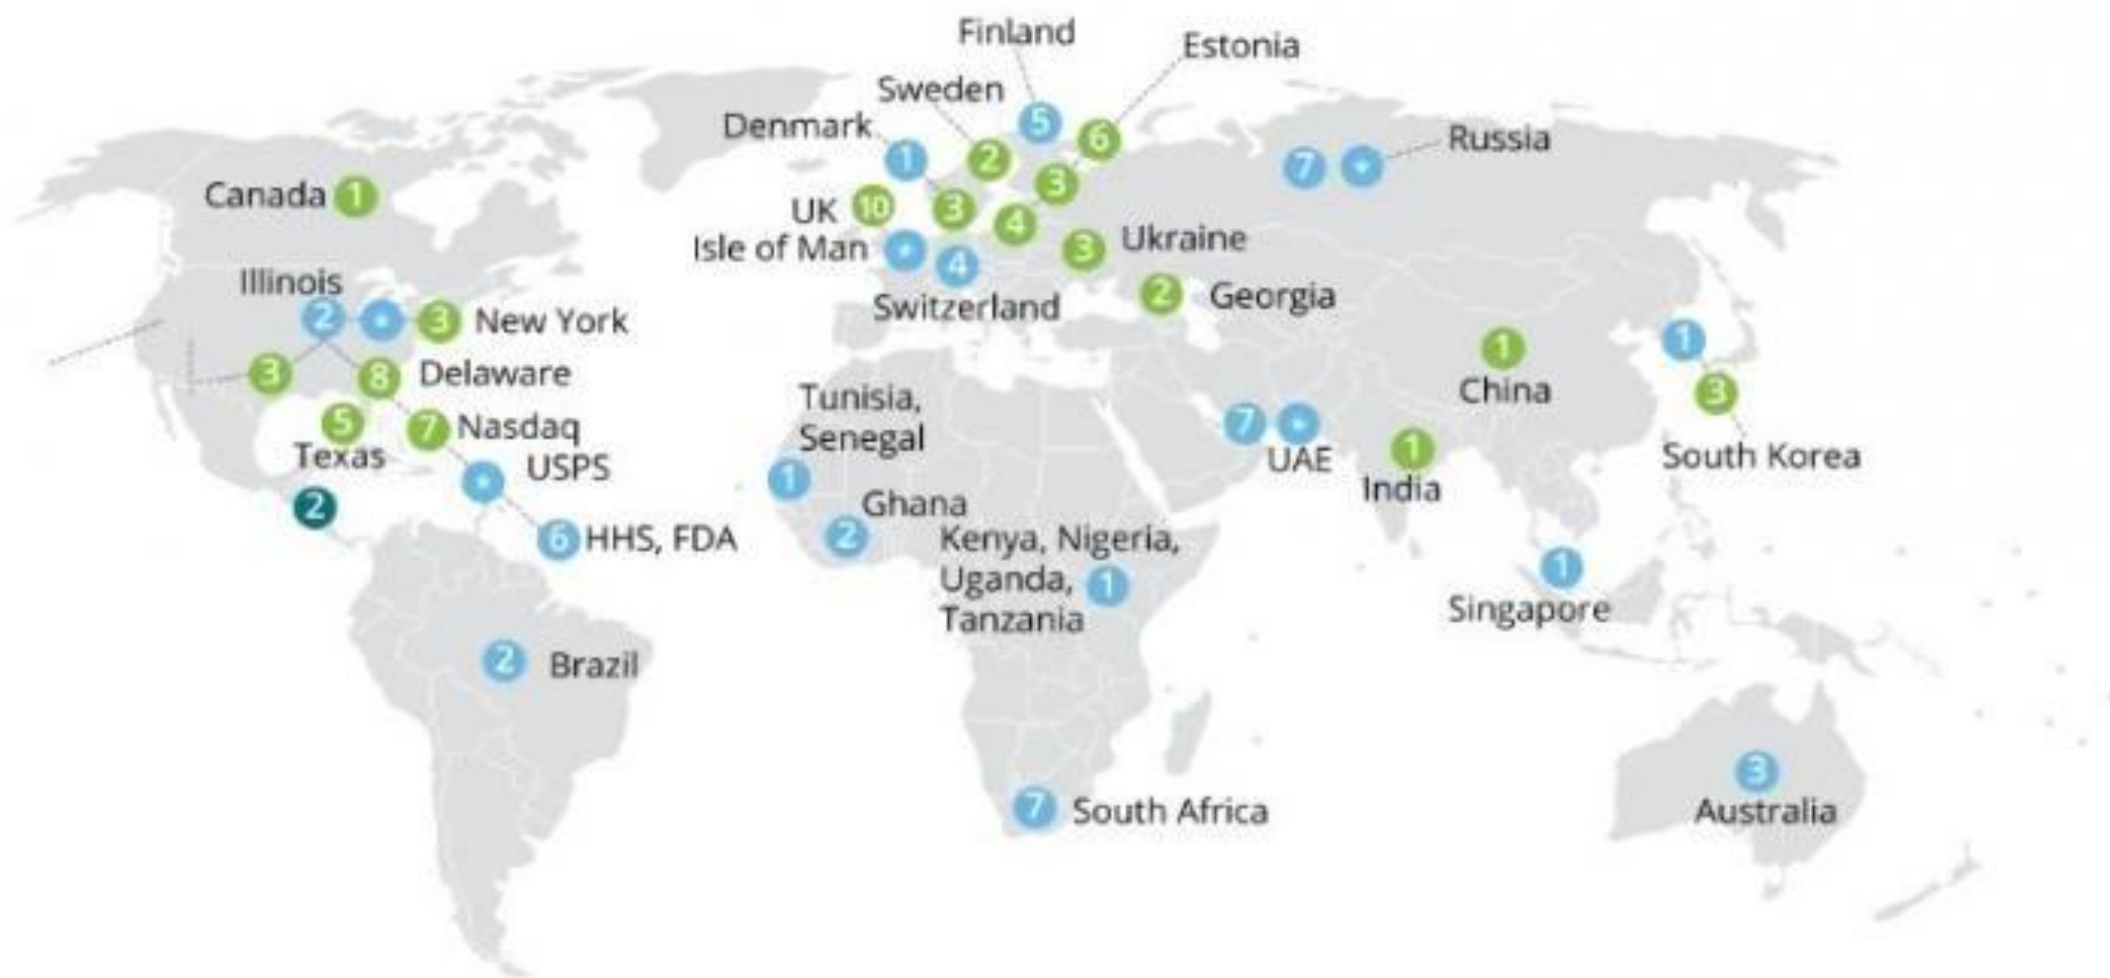 Finland
Estonia
Sweden
Denmark
5
6
Russia
1
2
7
Canada 1
3
UK 10
3
4
Isle of Man
3 Ukraine
4
Illinois
Switzerland
2 Georgia
2
3 New York
1
1
China
3
8 Delaware
3
Tunisia,
Senegal
5
7 Nasdaq
7
UAE
1
India
South Korea
Texas
USPS
1
2
Ghana
2
6 HHS, FDA
Kenya, Nigeria,
Uganda, 1
Tanzania
1
Singapore
2 Brazil
3
Australia
7 South Africa